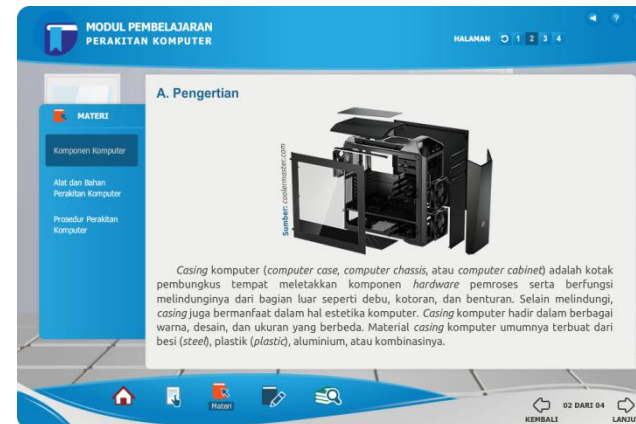 MODUL PEMBELAJARAN
PERAKITAN KOMPUTER
HALAMAN 1 2 3 4
?
MATERI
Komponen Komputer
Alat dan Bahan
Perakitan Komputer
Prosedur Perakitan
Komputer
A. Pengertian
Sumber: coolermaster.com
Casing komputer (computer case, computer chassis, atau computer cabinet) adalah kotak
pembungkus tempat meletakkan komponen hardware pemroses serta berfungsi
melindunginya dari bagian luar seperti debu, kotoran, dan benturan. Selain melindungi,
casing juga bermanfaat dalam hal estetika komputer. Casing komputer hadir dalam berbagai
warna, desain, dan ukuran yang berbeda. Material casing komputer umumnya terbuat dari
besi (steel), plastik (plastic), aluminium, atau kombinasinya.
Materi
02 DARI 04
KEMBALI
LANJU